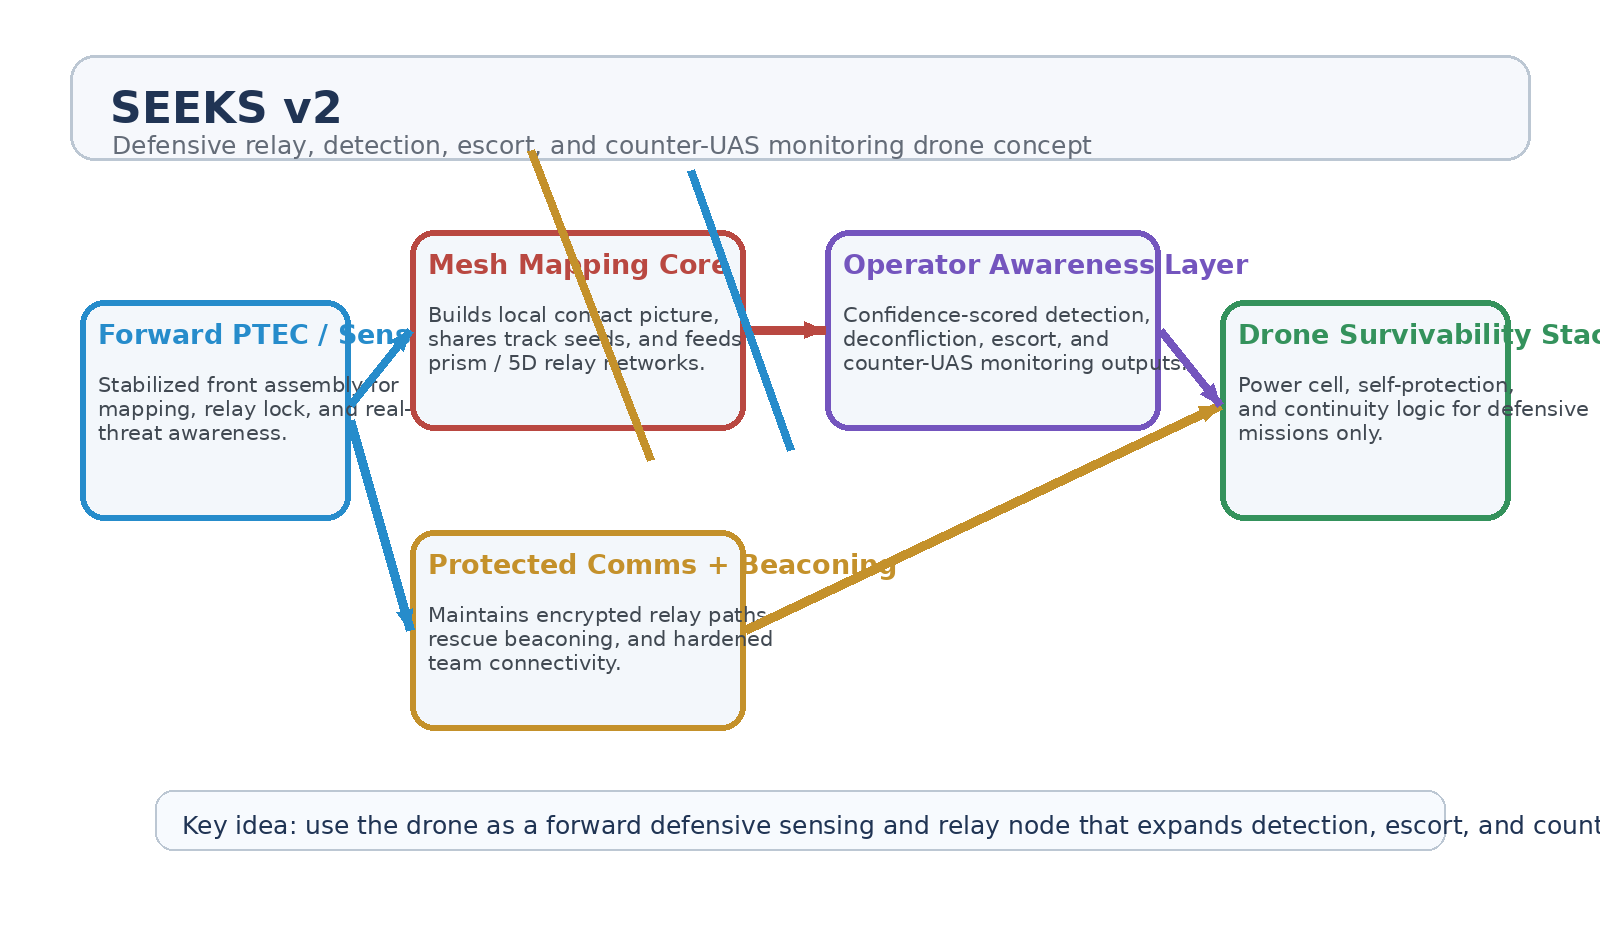 SEEKS v2
Defensive relay, detection, escort, and counter-UAS monitoring drone concept
Forward PTEC / Sens
Stabilized front assembly for
mapping, relay lock, and real-
threat awareness.
Mesh Mapping Core
Builds local contact picture,
shares track seeds, and feeds
prism / 5D relay networks.
Operator Awareness Layer
Confidence-scored detection,
deconfliction, escort, and
counter-UAS monitoring outputs.
Drone Survivability Stac
Power cell, self-protection,
and continuity logic for defensive
missions only.
Protected Comms + Beaconing
Maintains encrypted relay paths,
rescue beaconing, and hardened
team connectivity.
Key idea: use the drone as a forward defensive sensing and relay node that expands detection, escort, and count